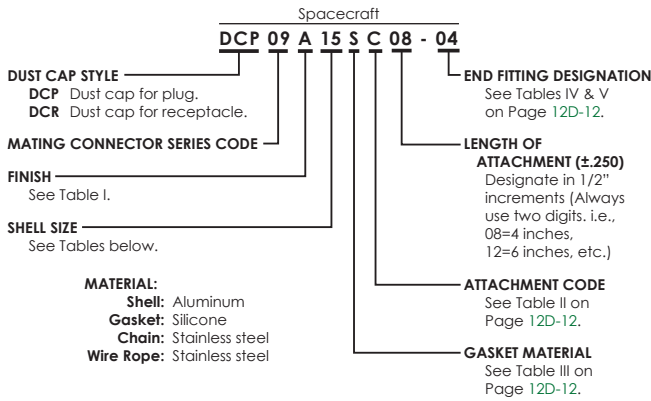 Spacecraft
DCP 09 A 15 S C 08 - 04
DUST CAP STYLE
DCP Dust cap for plug.
DCR Dust cap for receptacle.
MATING CONNECTOR SERIES CODE
FINISH
See Table I.
SHELL SIZE
See Tables below.
MATERIAL:
Shell: Aluminum
Gasket: Silicone
Chain: Stainless steel
Wire Rope: Stainless steel
END FITTING DESIGNATION
See Tables IV & V
on Page 12D-12.
LENGTH OF
ATTACHMENT (±.250)
Designate in 1/2”
increments (Always
use two digits. i.e.,
08=4 inches,
12=6 inches, etc.)
ATTACHMENT CODE
See Table II on
Page 12D-12.
GASKET MATERIAL
See Table III on
Page 12D-12.